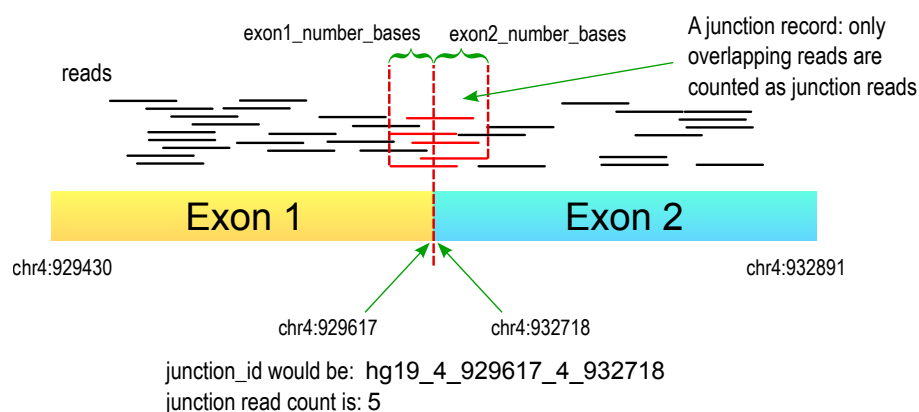 exon1_number_bases
exon2_number_bases
A junction record: only
overlapping reads are
counted as junction reads
reads
Exon 1
Exon 2
chr4:929430
chr4:932891
chr4:929617
chr4:932718
junction_id would be: hg19_4_929617_4_932718
junction read count is: 5